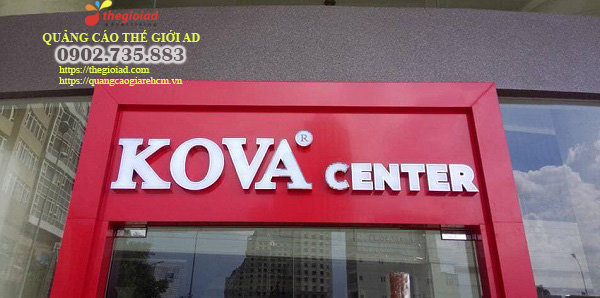 thegioiad
QUẢNG CÁO THẾ GIỚI AD
0902.735.883
https://thegioiad.com
https://quangcaogiarehcm.vn
KOVA® CENTER